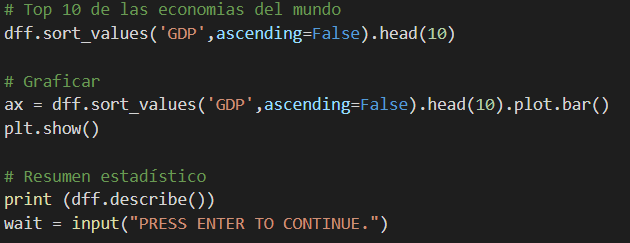 # Top 10 de las economias del mundo
dff.sort_values('GDP',ascending=False).head(10)
# Graficar
ax = dff.sort_values('GDP',ascending=False).head(10).plot.bar()
plt.show()
# Resumen estadístico
print (dff.describe())
wait = input("PRESS ENTER TO CONTINUE.")